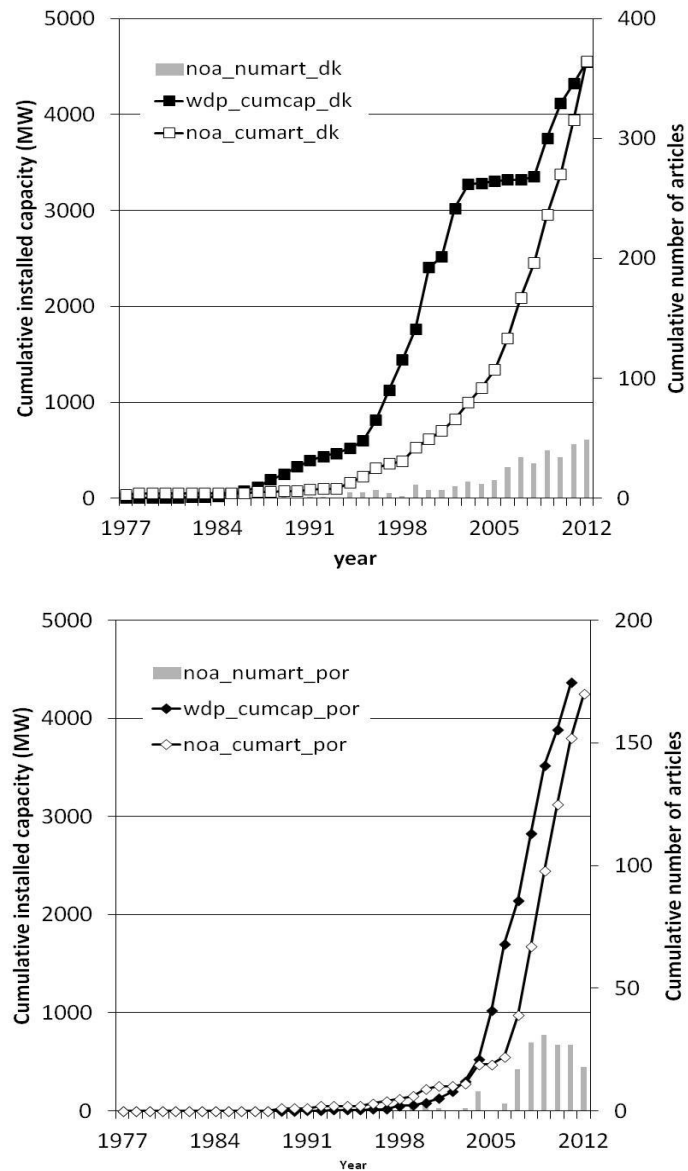 5000
400
noa_numart_dk
wdp_cumcap_dk
noa_cumart_dk
4000
300
3000
200
2000
100
1000
0
0
Cumulative installed capacity (MW)
Cumulative number of articles
1977 1984 1991 1998 2005 2012
year
5000
200
noa_numart_por
wdp_cumcap_por
noa_cumart_por
4000
150
3000
100
2000
50
1000
0
0
Cumulative installed capacity (MW)
Cumulative number of articles
1977 1984 1991 1998 2005 2012
Year